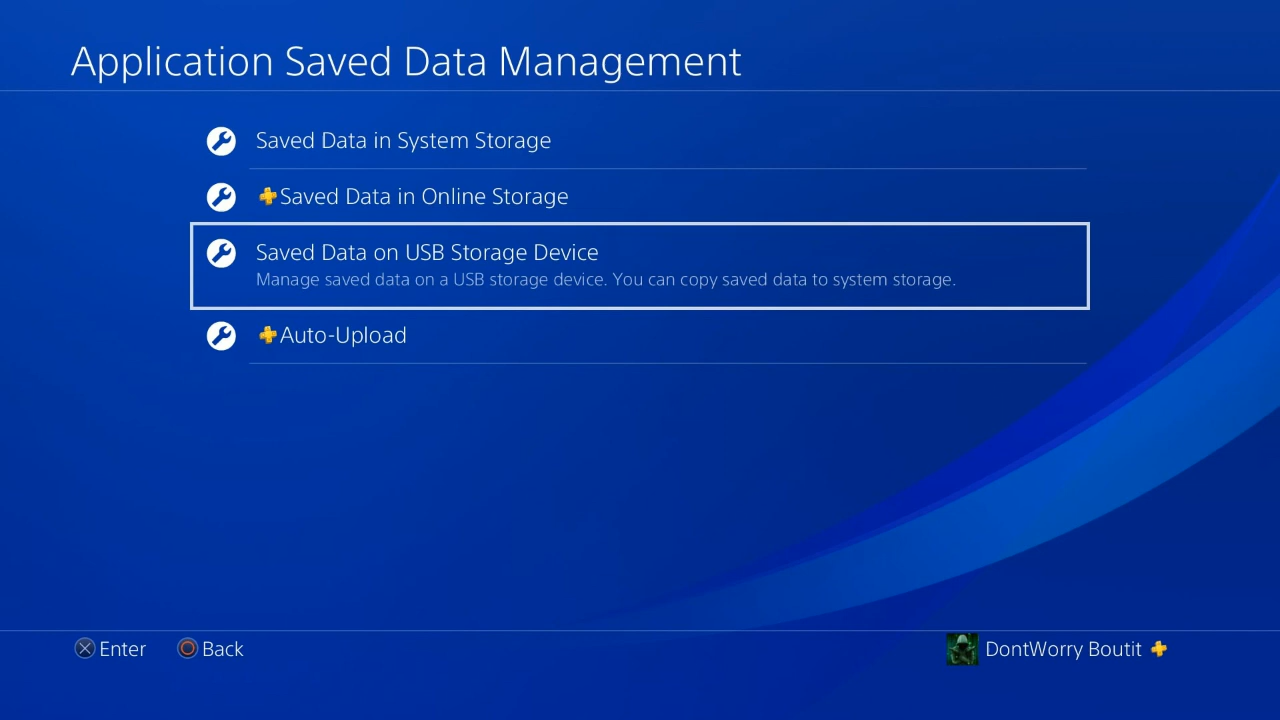 Application Saved Data Management
Saved Data in System Storage
Saved Data in Online Storage
Saved Data on USB Storage Device
Manage saved data on a USB storage device. You can copy saved data to system storage.
Auto-Upload
Enter Back DontWorry Boutit